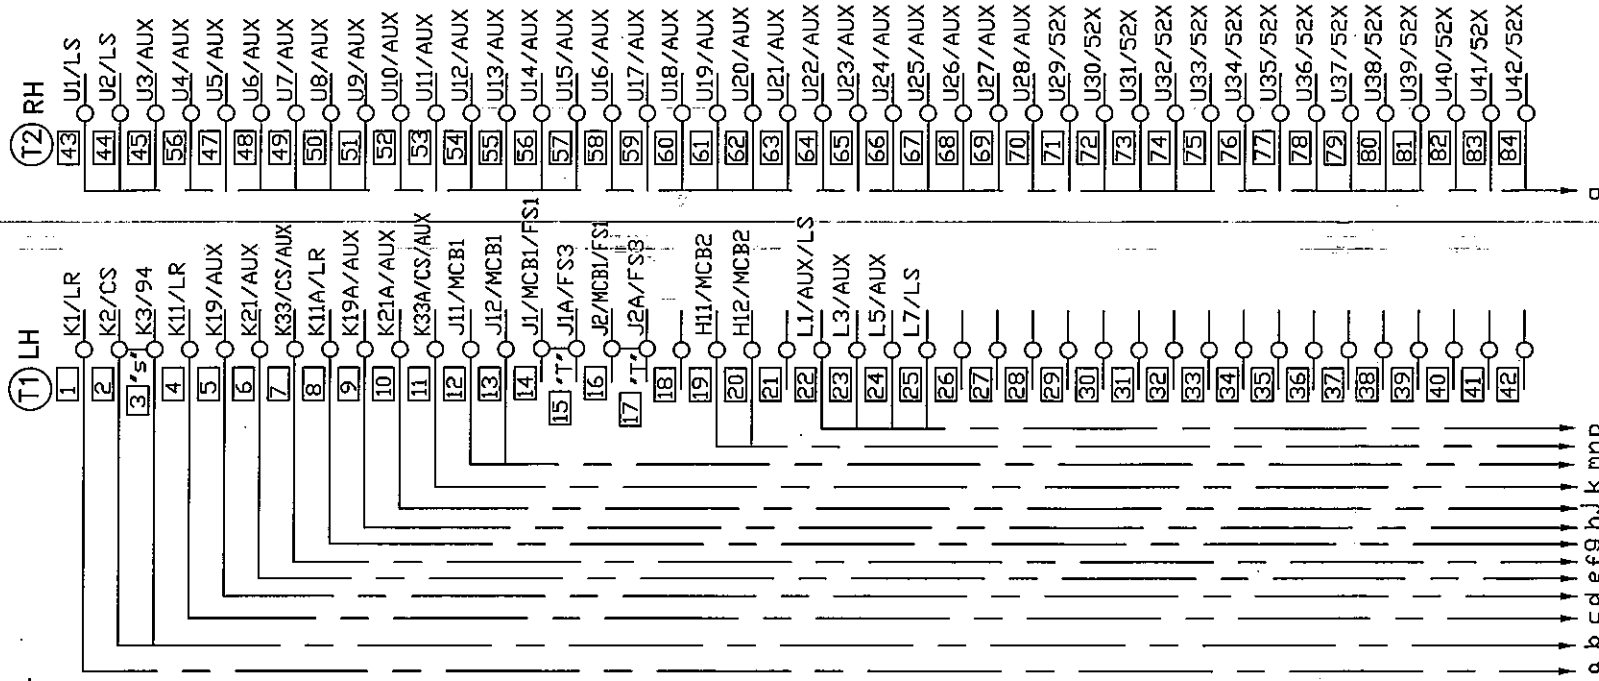 T1 LH
1 K1/LR
2 K2/CS
3 "s" K3/94
4 K11/LR
5 K19/AUX
6 K21/AUX
7 K33/CS/AUX
8 K11A/LR
9 K19A/AUX
10 K21A/AUX
11 K33A/CS/AUX
12 J11/MCB1
13 J12/MCB1
14 J1/MCB1/FS1
15 "T" J1A/FS3
16 J2/MCB1/FS1
17 "T" J2A/FS3
18
19 H11/MCB2
20 H12/MCB2
21
22 L1/AUX/LS
23 L3/AUX
24 L5/AUX
25 L7/LS
26
27
28
29
30
31
32
33
34
35
36
37
38
39
40
41
42
a b c d e f g h j k m n p
T2 RH
43 U1/LS
44 U2/LS
45 U3/AUX
56 U4/AUX
47 U5/AUX
48 U6/AUX
49 U7/AUX
50 U8/AUX
51 U9/AUX
52 U10/AUX
53 U11/AUX
54 U12/AUX
55 U13/AUX
56 U14/AUX
57 U15/AUX
58 U16/AUX
59 U17/AUX
60 U18/AUX
61 U19/AUX
62 U20/AUX
63 U21/AUX
64 U22/AUX
65 U23/AUX
66 U24/AUX
67 U25/AUX
68 U26/AUX
69 U27/AUX
70 U28/AUX
71 U29/52X
72 U30/52X
73 U31/52X
74 U32/52X
75 U33/52X
76 U34/52X
77 U35/52X
78 U36/52X
79 U37/52X
80 U38/52X
81 U39/52X
82 U40/52X
83 U41/52X
84 U42/52X
q